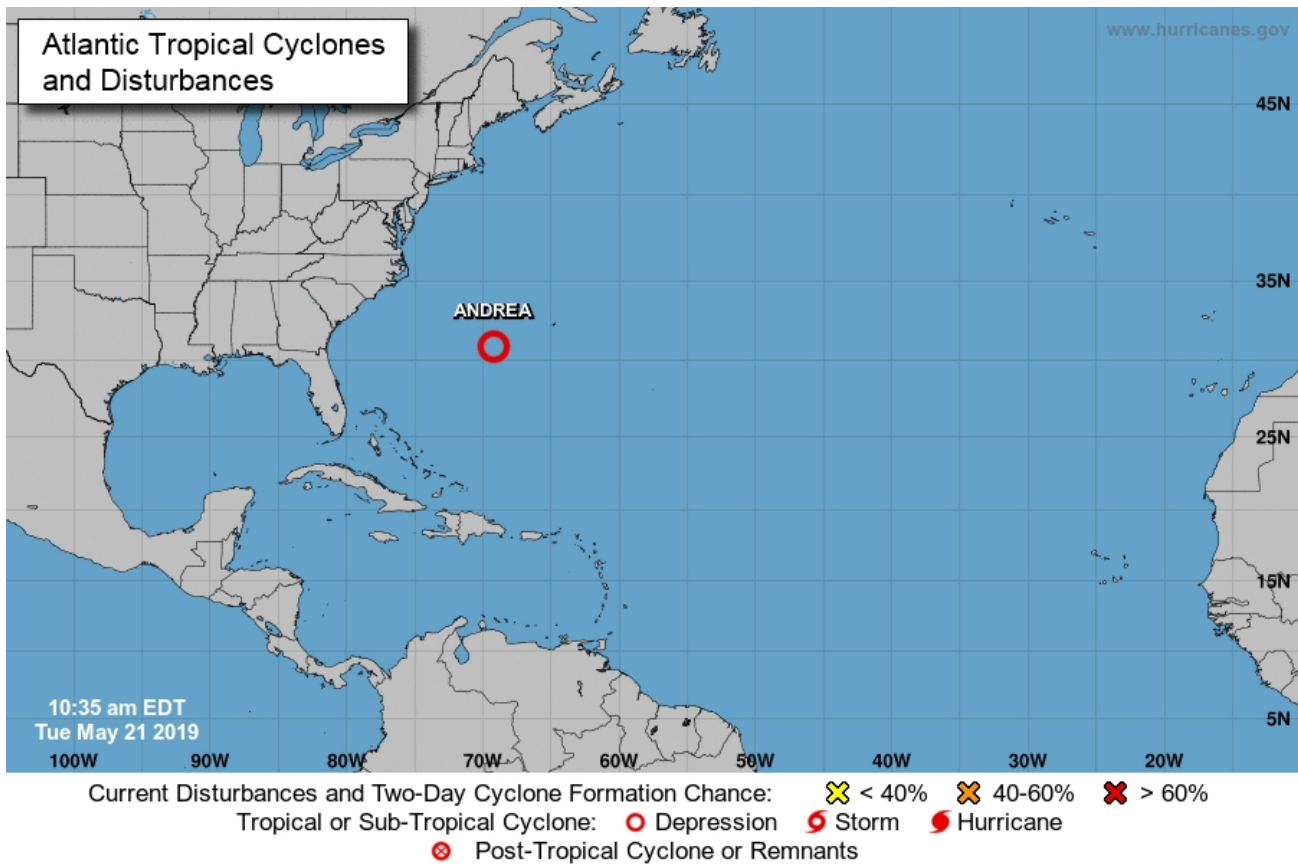 Atlantic Tropical Cyclones
and Disturbances
www.hurricanes.gov
45N
35N
ANDREA
25N
15N
10:35 am EDT
Tue May 21 2019
5N
100W 90W 80W 70W 60W 50W 40W 30W 20W
Current Disturbances and Two-Day Cyclone Formation Chance: < 40% 40-60% > 60%
Tropical or Sub-Tropical Cyclone: Depression Storm Hurricane
Post-Tropical Cyclone or Remnants